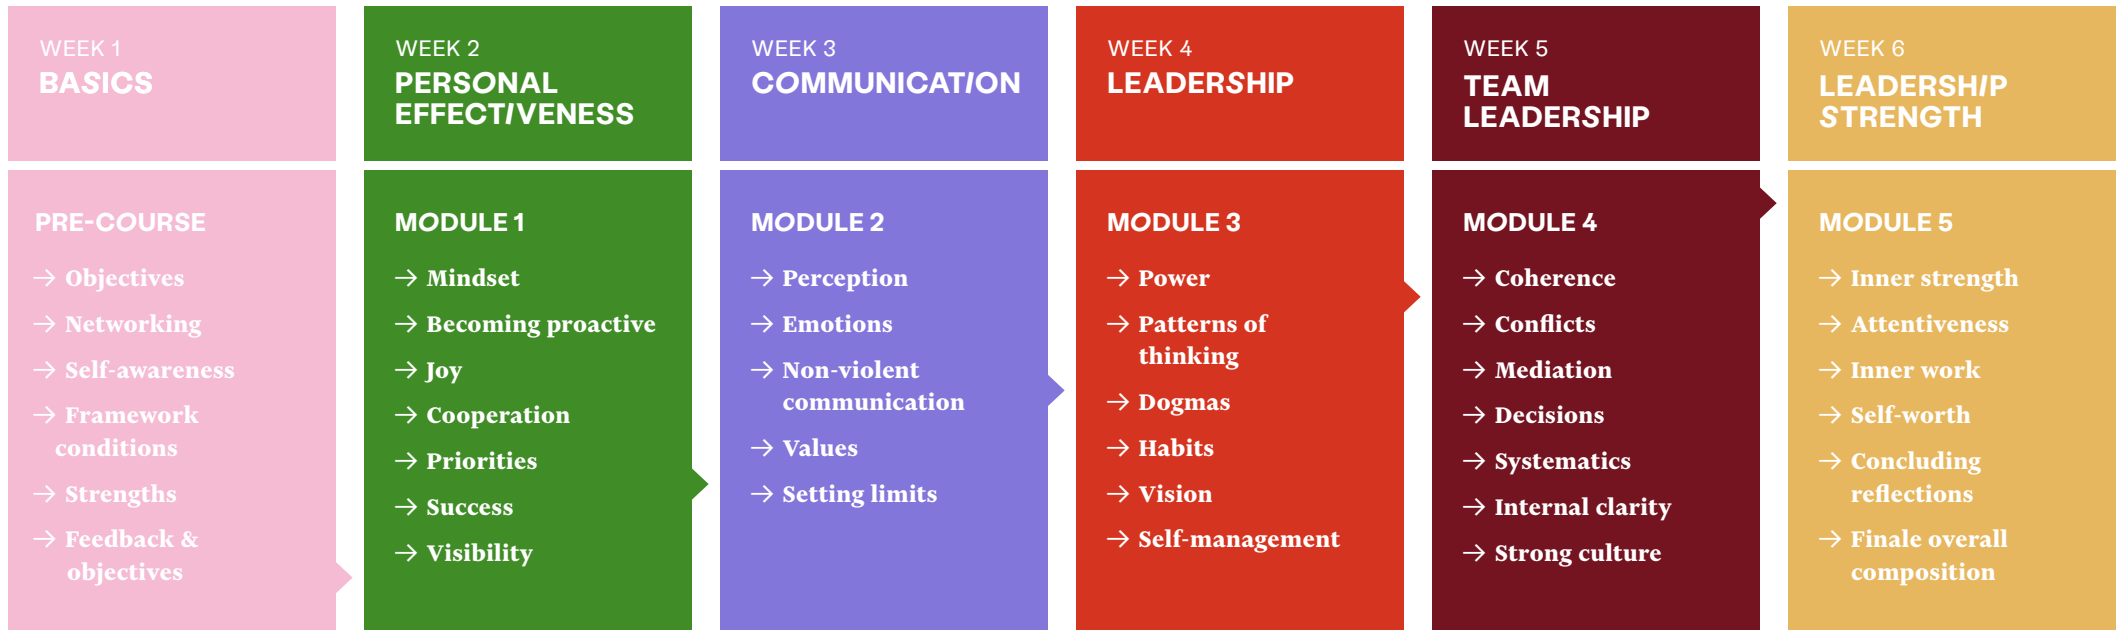 WEEK 1
BASICS
PRE-COURSE
→ Objectives
→ Networking
→ Self-awareness
→ Framework
conditions
→ Strengths
→ Feedback &
objectives
WEEK 2
PERSONAL
EFFECTIVENESS
MODULE 1
→ Mindset
→ Becoming proactive
→ Joy
→ Cooperation
→ Priorities
→ Success
→ Visibility
WEEK 3
COMMUNICATION
MODULE 2
→ Perception
→ Emotions
→ Non-violent
communication
→ Values
→ Setting limits
WEEK 4
LEADERSHIP
MODULE 3
→ Power
→ Patterns of
thinking
→ Dogmas
→ Habits
→ Vision
→ Self-management
WEEK 5
TEAM
LEADERSHIP
MODULE 4
→ Coherence
→ Conflicts
→ Mediation
→ Decisions
→ Systematics
→ Internal clarity
→ Strong culture
WEEK 6
LEADERSHIP
STRENGTH
MODULE 5
→ Inner strength
→ Attentiveness
→ Inner work
→ Self-worth
→ Concluding
reflections
→ Finale overall
composition